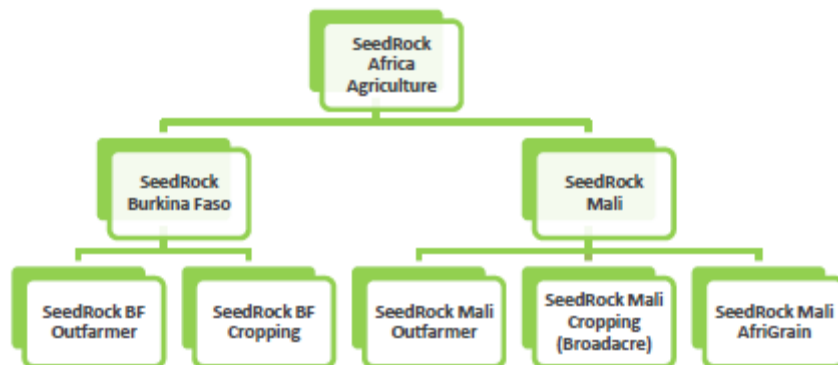 SeedRock
Africa
Agriculture
SeedRock
Burkina Faso
SeedRock
Mali
SeedRock BF
Outfarmer
SeedRock BF
Cropping
SeedRock Mali
Outfarmer
SeedRock Mali
Cropping
(Broadacre)
SeedRock Mali
AfriGrain